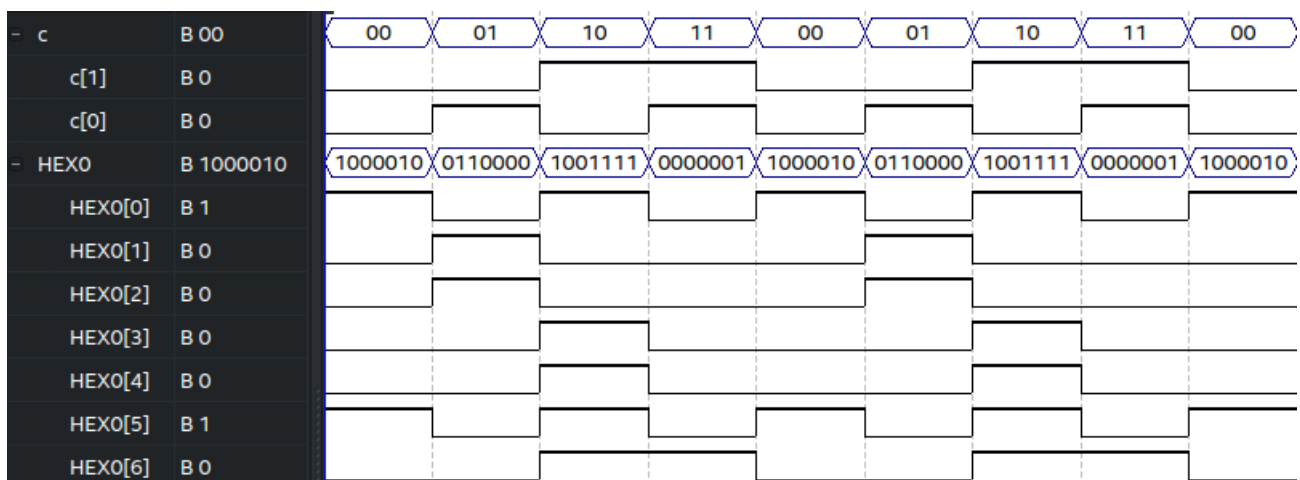 - c B 00 00 01 10 11 00 01 10 11 00
c[1] B 0
c[0] B 0
- HEX0 B 1000010 1000010 0110000 1001111 0000001 1000010 0110000 1001111 0000001 1000010
HEX0[0] B 1
HEX0[1] B 0
HEX0[2] B 0
HEX0[3] B 0
HEX0[4] B 0
HEX0[5] B 1
HEX0[6] B 0